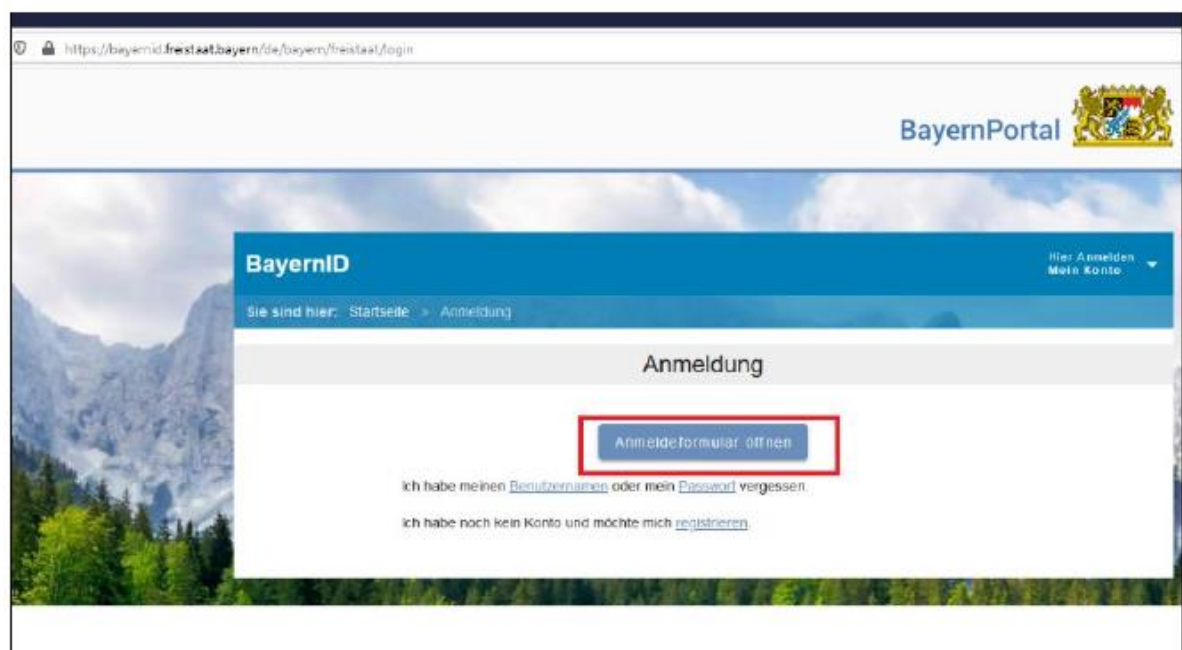 https://bayernid.freistaat.bayern/de/bayern/freistaat/login
BayernPortal
BayernID
Hier Anmelden
Mein Konto
Sie sind hier: Startseite » Anmeldung
Anmeldung
Anmeldeformular öffnen
Ich habe meinen Benutzernamen oder mein Passwort vergessen.
Ich habe noch kein Konto und möchte mich registrieren.